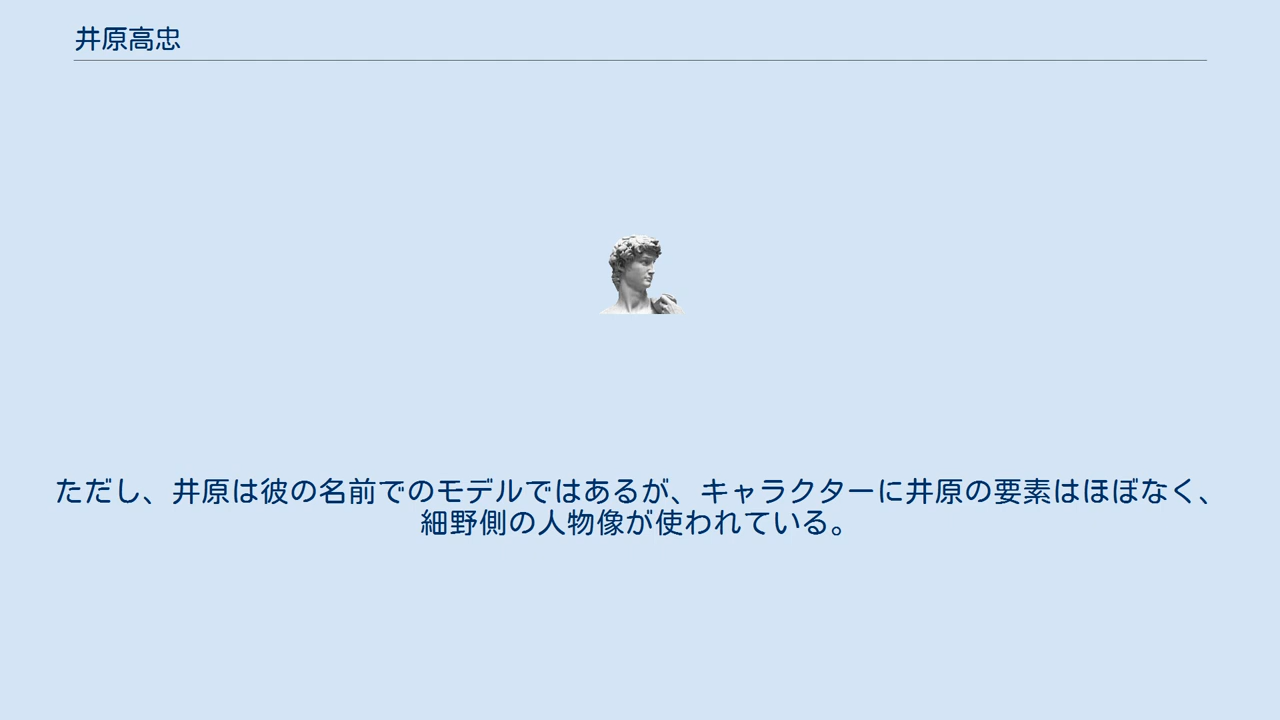 井原高忠
ただし、井原は彼の名前でのモデルではあるが、キャラクターに井原の要素はほぼなく、
細野側の人物像が使われている。